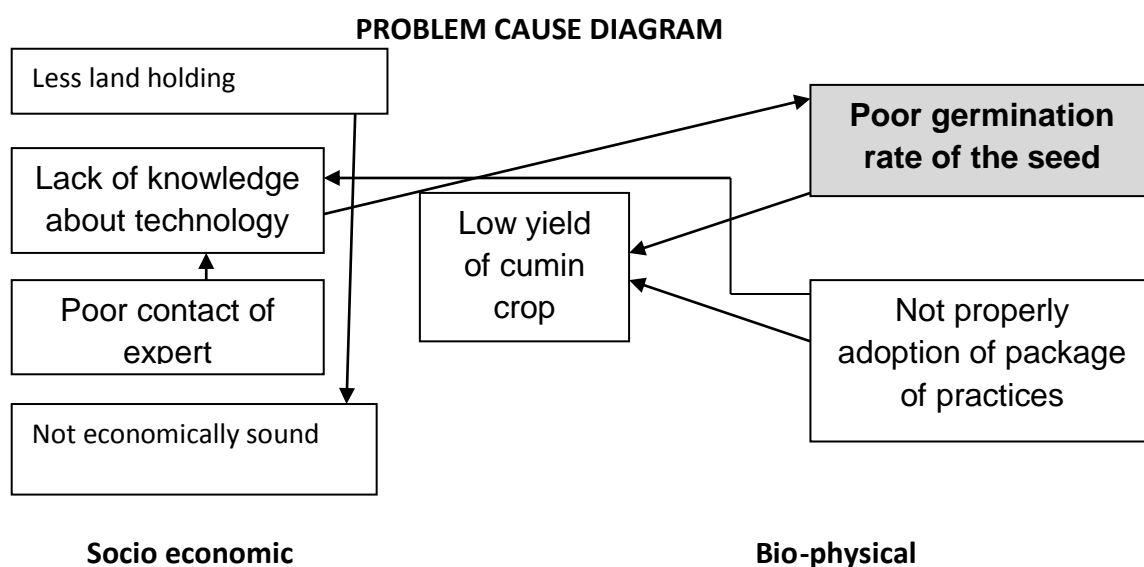 PROBLEM CAUSE DIAGRAM
Less land holding
Lack of knowledge
about technology
Poor contact of
expert
Not economically sound
Low yield
of cumin
crop
Poor germination
rate of the seed
Not properly
adoption of package
of practices
Socio economic
Bio-physical